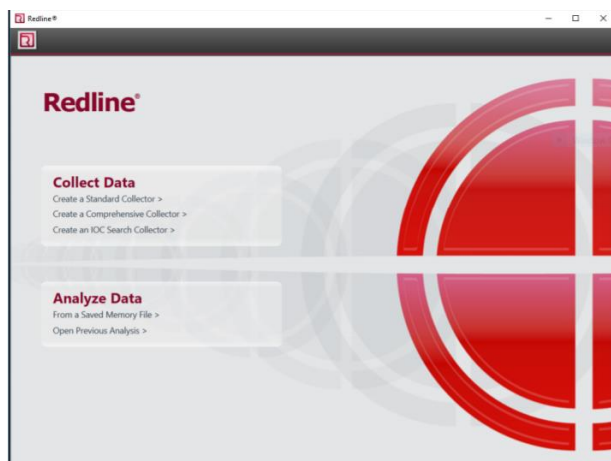 Redline®
Redline®
Collect Data
Create a Standard Collector >
Create a Comprehensive Collector >
Create an IOC Search Collector >
Analyze Data
From a Saved Memory File >
Open Previous Analysis >